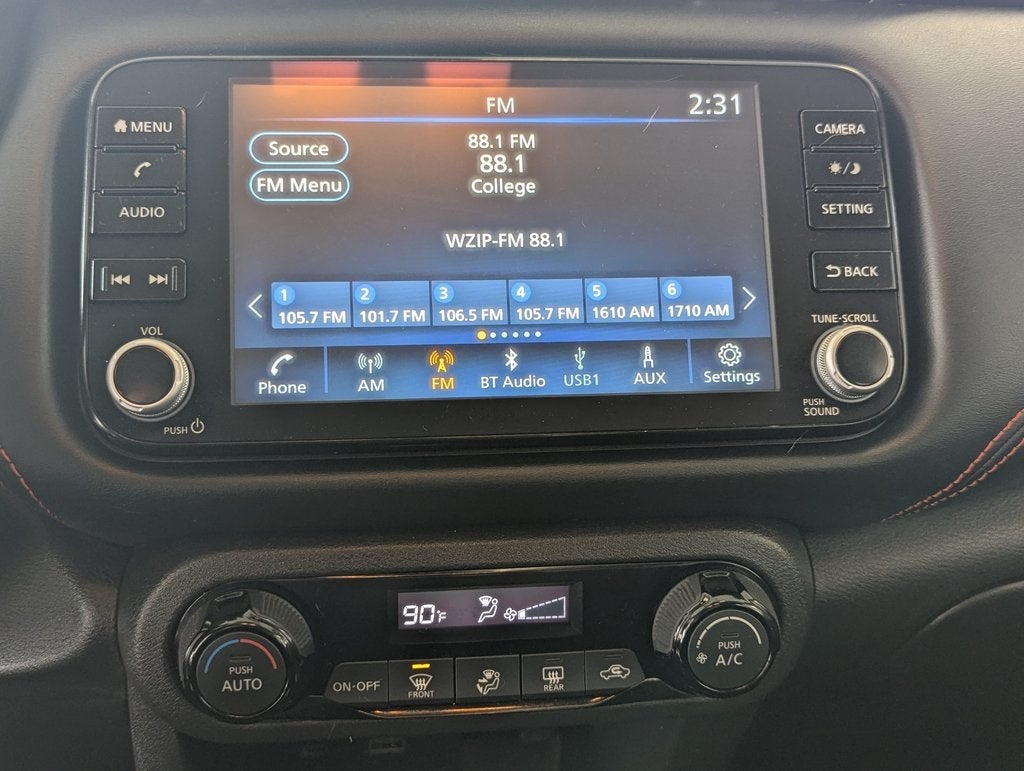 FM
2:31
MENU
CAMERA
Source
88.1 FM
88.1
FM Menu
College
AUDIO
SETTING
WZIP-FM 88.1
BACK
1 2 3 4 5 6
105.7 FM 101.7 FM 106.5 FM 105.7 FM 1610 AM 1710 AM
VOL
TUNE·SCROLL
Phone AM FM BT Audio USB1 AUX Settings
PUSH
PUSH
SOUND
90°F
PUSH
AUTO
ON·OFF
FRONT
REAR
PUSH
A/C